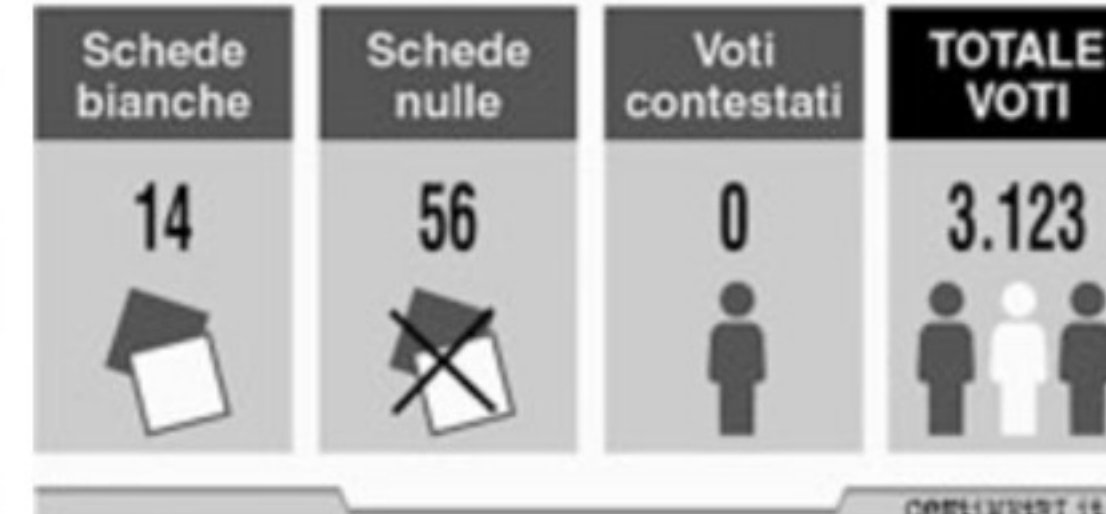 Schede
bianche
Schede
nulle
Voti
contestati
TOTALE
VOTI
14
56
0
3.123